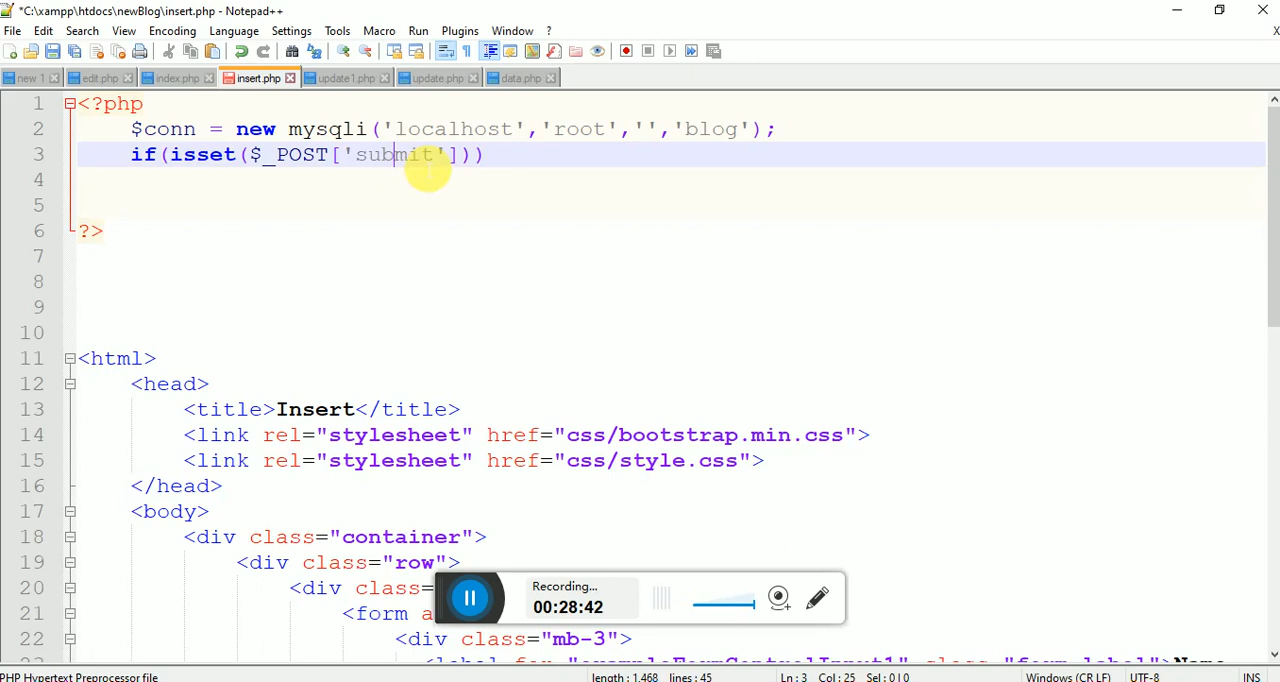 *C:\xampp\htdocs\newBlog\insert.php - Notepad++
File Edit Search View Encoding Language Settings Tools Macro Run Plugins Window ? X
new 1 edit.php index.php insert.php update1.php update.php data.php
1 <?php
2 $conn = new mysqli('localhost','root','','blog');
3 if(isset($_POST['submit']))
4
5
6 ?>
7
8
9
10
11 <html>
12 <head>
13 <title>Insert</title>
14 <link rel="stylesheet" href="css/bootstrap.min.css">
15 <link rel="stylesheet" href="css/style.css">
16 </head>
17 <body>
18 <div class="container">
19 <div class="row">
20 <div class=
21 <form a
22 <div class="mb-3">
Recording...
00:28:42
PHP Hypertext Preprocessor file length : 1,468 lines : 45 Ln : 3 Col : 25 Sel : 0 | 0 Windows (CR LF) UTF-8 INS